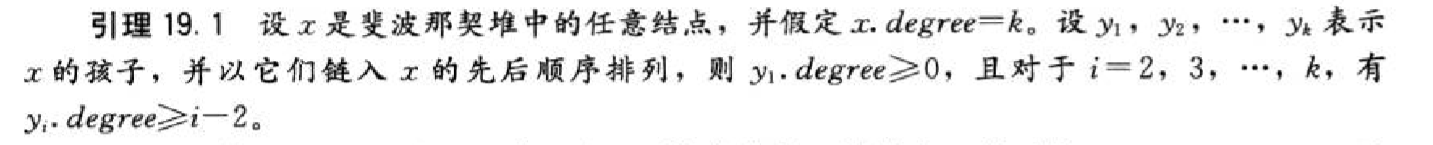 引理 19.1 设 x 是斐波那契堆中的任意结点，并假定 x.degree=k。设 y₁，y₂，…，yₖ 表示
x 的孩子，并以它们链入 x 的先后顺序排列，则 y₁.degree⩾0，且对于 i=2，3，…，k，有
yᵢ.degree⩾i−2。